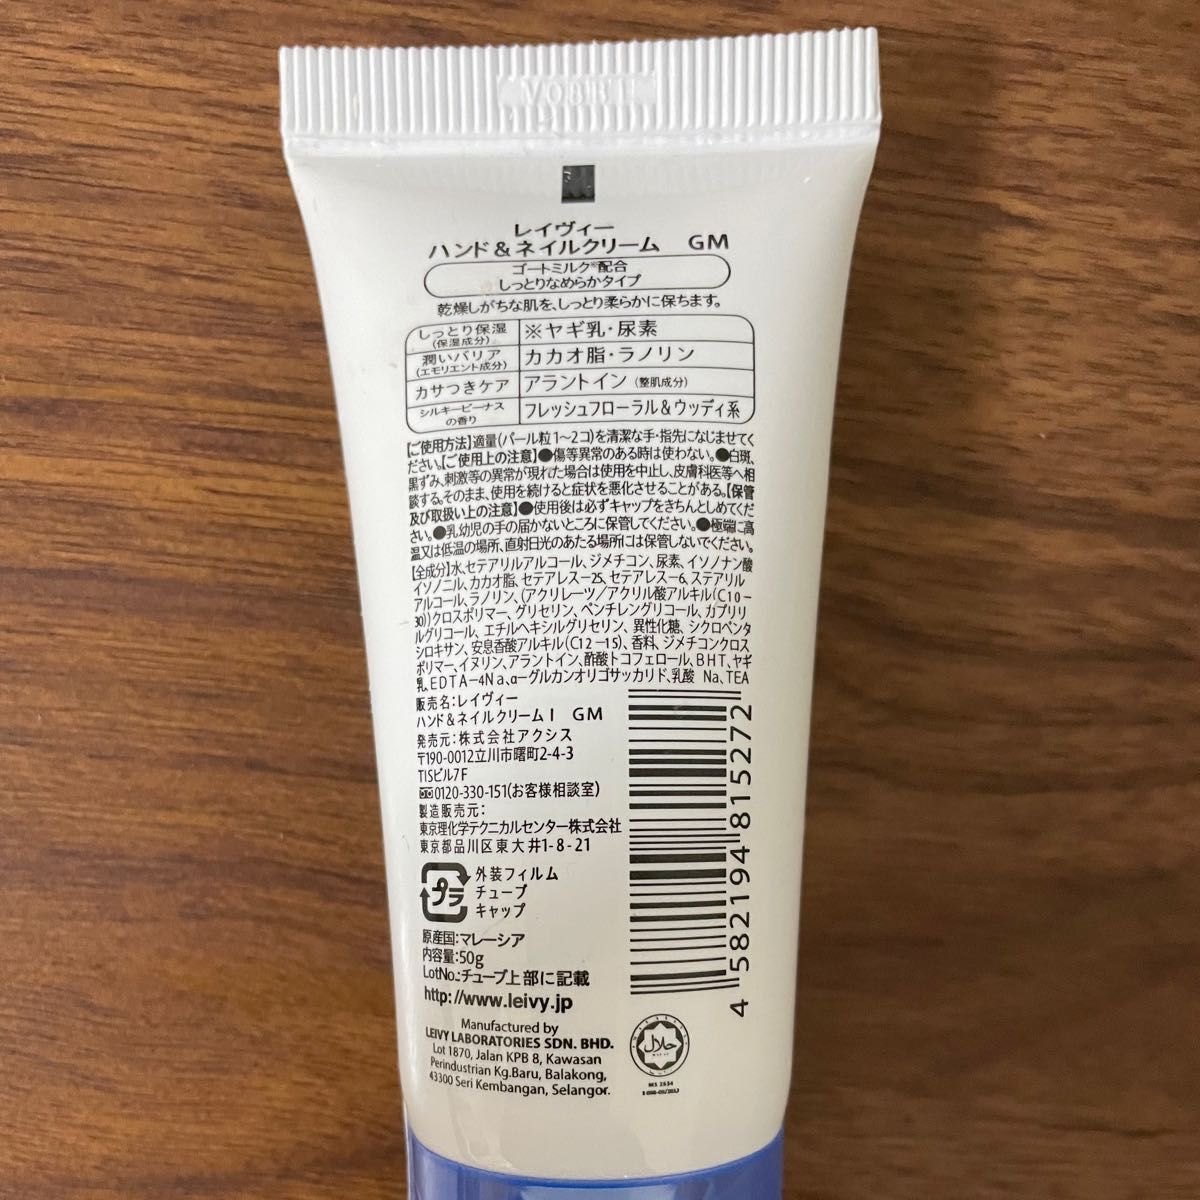 レイヴィー
ハンド&ネイルクリーム GM
ゴートミルク※配合
しっとりなめらかタイプ
乾燥しがちな肌を、しっとり柔らかに保ちます。
しっとり保湿 (保湿成分) ※ヤギ乳・尿素
潤いバリア (エモリエント成分) カカオ脂・ラノリン
カサつきケア アラントイン (整肌成分)
シルキービーナスの香り フレッシュフローラル&ウッディ系
【ご使用方法】適量(パール粒1〜2コ)を清潔な手・指先になじませてく
ださい。【ご使用上の注意】●傷等異常のある時は使わない。●白斑、
黒ずみ、刺激等の異常が現れた場合は使用を中止し、皮膚科医等へ相
談する。そのまま、使用を続けると症状を悪化させることがある。【保管
及び取扱い上の注意】●使用後は必ずキャップをきちんとしめてくだ
さい。●乳幼児の手の届かないところに保管してください。●極端に高
温又は低温の場所、直射日光のあたる場所には保管しないでください。
【全成分】水、セテアリルアルコール、ジメチコン、尿素、イソノナン酸
イソノニル、カカオ脂、セテアレス-25、セテアレス-6、ステアリル
アルコール、ラノリン、(アクリレーツ/アクリル酸アルキル(C10-
30))クロスポリマー、グリセリン、ペンチレングリコール、カプリリ
ルグリコール、エチルヘキシルグリセリン、異性化糖、シクロペンタ
シロキサン、安息香酸アルキル(C12-15)、香料、ジメチコンクロス
ポリマー、イヌリン、アラントイン、酢酸トコフェロール、BHT、ヤギ
乳、EDTA-4Na、α-グルカンオリゴサッカリド、乳酸 Na、TEA
販売名:レイヴィー
ハンド&ネイルクリームI GM
発売元:株式会社アクシス
〒190-0012立川市曙町2-4-3
TISビル7F
0120-330-151(お客様相談室)
製造販売元:
東京理化学テクニカルセンター株式会社
東京都品川区東大井1-8-21
プラ
外装フィルム
チューブ
キャップ
原産国:マレーシア
内容量:50g
LotNo.:チューブ上部に記載
http://www.leivy.jp
4 582194 815272
Manufactured by
LEIVY LABORATORIES SDN. BHD.
Lot 1870, Jalan KPB 8, Kawasan
Perindustrian Kg.Baru, Balakong,
43300 Seri Kembangan, Selangor.
حلال